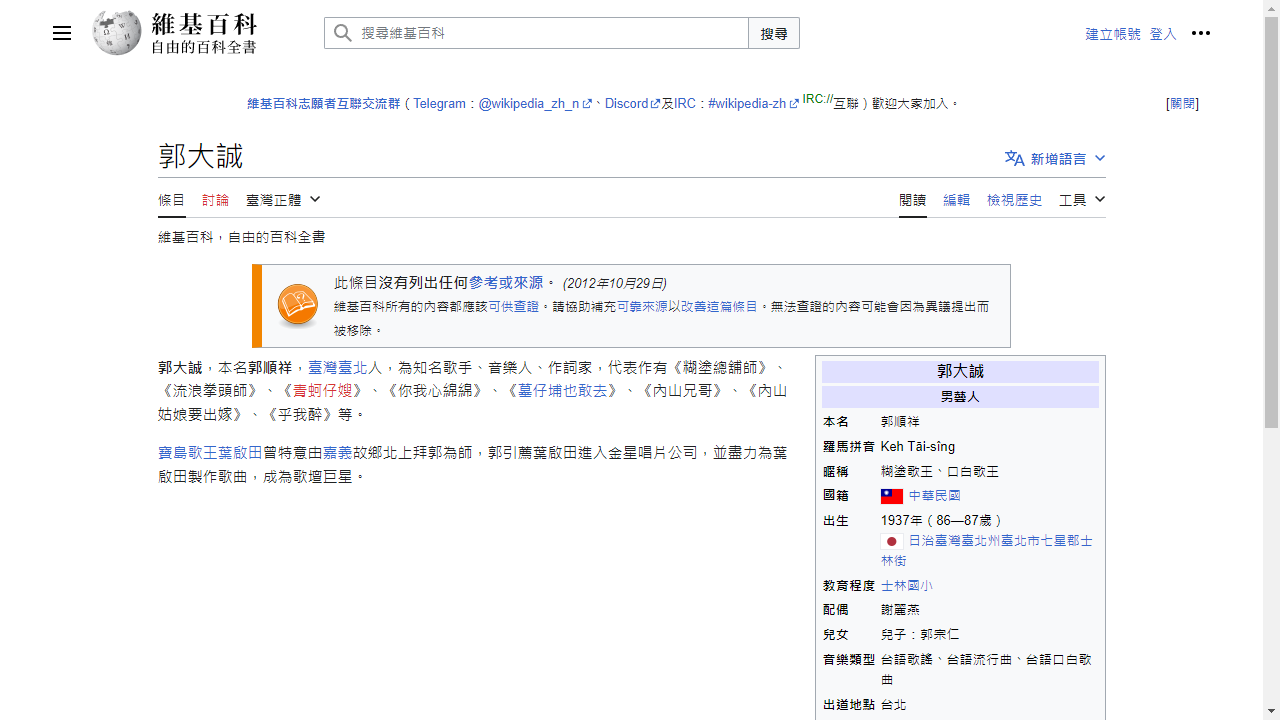 維基百科
自由的百科全書
搜尋維基百科
搜尋
建立帳號 登入
維基百科志願者互聯交流群（Telegram：@wikipedia_zh_n、Discord及IRC：#wikipedia-zh IRC://互聯）歡迎大家加入。
[關閉]
郭大誠
新增語言
條目 討論 臺灣正體
閱讀 編輯 檢視歷史 工具
維基百科，自由的百科全書
此條目沒有列出任何參考或來源。 (2012年10月29日)
維基百科所有的內容都應該可供查證。請協助補充可靠來源以改善這篇條目。無法查證的內容可能會因為異議提出而
被移除。
郭大誠，本名郭順祥，臺灣臺北人，為知名歌手、音樂人、作詞家，代表作有《糊塗總舖師》、
《流浪拳頭師》、《青蚵仔嫂》、《你我心綿綿》、《墓仔埔也敢去》、《內山兄哥》、《內山
姑娘要出嫁》、《乎我醉》等。
寶島歌王葉啟田曾特意由嘉義故鄉北上拜郭為師，郭引薦葉啟田進入金星唱片公司，並盡力為葉
啟田製作歌曲，成為歌壇巨星。
郭大誠
男藝人
本名 郭順祥
羅馬拼音 Keh Tāi-sîng
暱稱 糊塗歌王、口白歌王
國籍 中華民國
出生 1937年（86—87歲）
日治臺灣臺北州臺北市七星郡士
林街
教育程度 士林國小
配偶 謝麗燕
兒女 兒子：郭宗仁
音樂類型 台語歌謠、台語流行曲、台語口白歌
曲
出道地點 台北